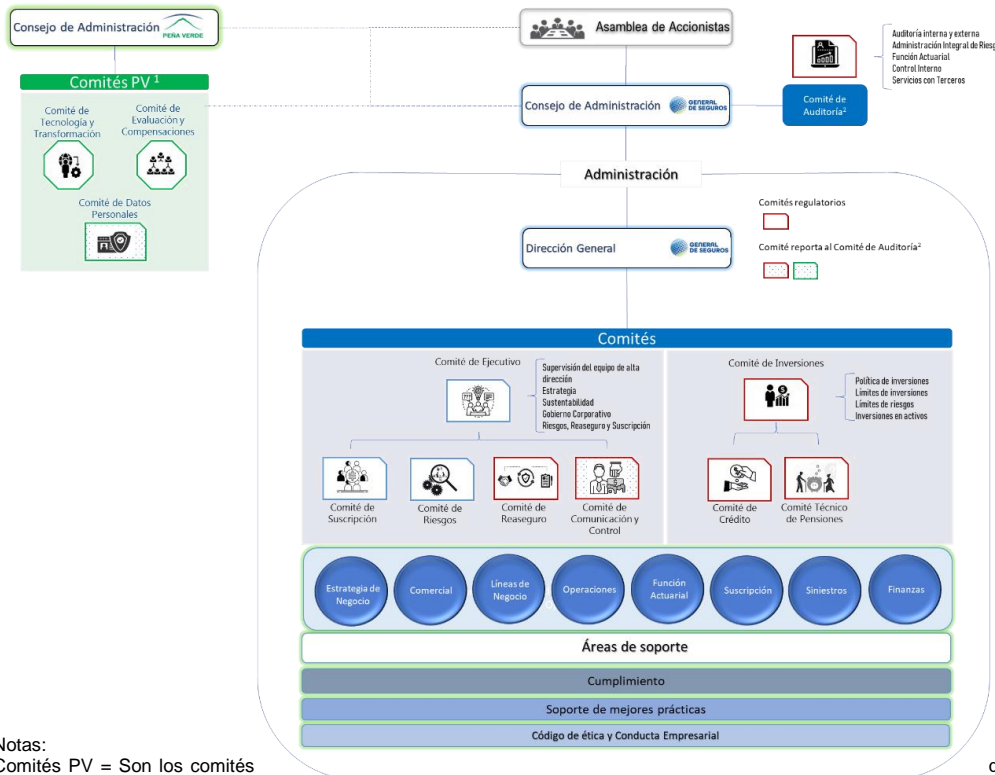 Consejo de Administración
PEÑA VERDE
Comités PV 1
Comité de
Tecnología y
Transformación
Comité de
Evaluación y
Compensaciones
Comité de Datos
Personales
Asamblea de Accionistas
Consejo de Administración
GENERAL
DE SEGUROS
Auditoría interna y externa
Administración Integral de Riesg
Función Actuarial
Control Interno
Servicios con Terceros
Comité de
Auditoría²
Administración
Comités regulatorios
Comité reporta al Comité de Auditoría²
Dirección General
GENERAL
DE SEGUROS
Comités
Comité de Ejecutivo
Supervisión del equipo de alta
dirección
Estrategia
Sustentabilidad
Gobierno Corporativo
Riesgos, Reaseguro y Suscripción
Comité de Inversiones
Política de inversiones
Límites de inversiones
Límites de riesgos
Inversiones en activos
Comité de
Suscripción
Comité de
Riesgos
Comité de
Reaseguro
Comité de
Comunicación y
Control
Comité de
Crédito
Comité Técnico
de Pensiones
Estrategia de
Negocio
Comercial
Líneas de
Negocio
Operaciones
Función
Actuarial
Suscripción
Siniestros
Finanzas
Áreas de soporte
Cumplimiento
Soporte de mejores prácticas
Código de ética y Conducta Empresarial
Notas:
Comités PV = Son los comités